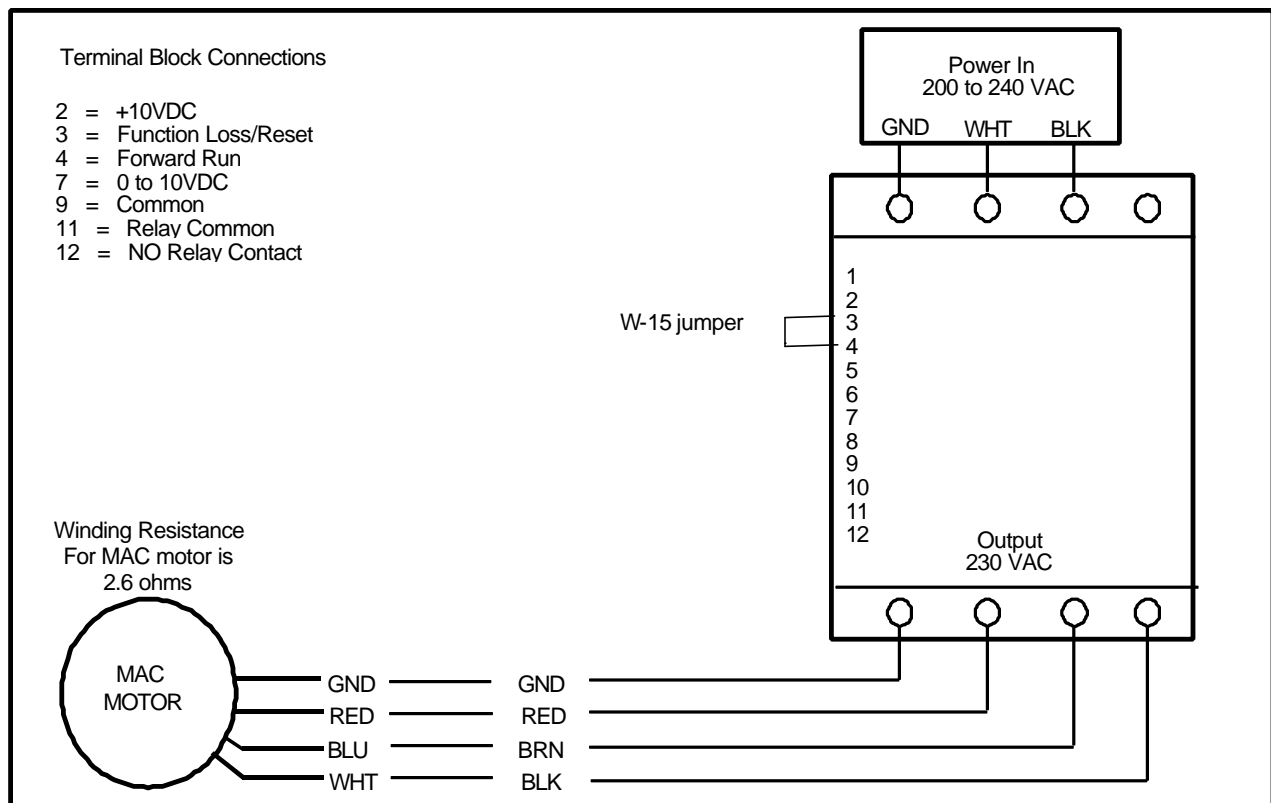 Terminal Block Connections
2 = +10VDC
3 = Function Loss/Reset
4 = Forward Run
7 = 0 to 10VDC
9 = Common
11 = Relay Common
12 = NO Relay Contact
Power In
200 to 240 VAC
GND WHT BLK
W-15 jumper
1
2
3
4
5
6
7
8
9
10
11
12
Output
230 VAC
Winding Resistance
For MAC motor is
2.6 ohms
MAC
MOTOR
GND GND
RED RED
BLU BRN
WHT BLK